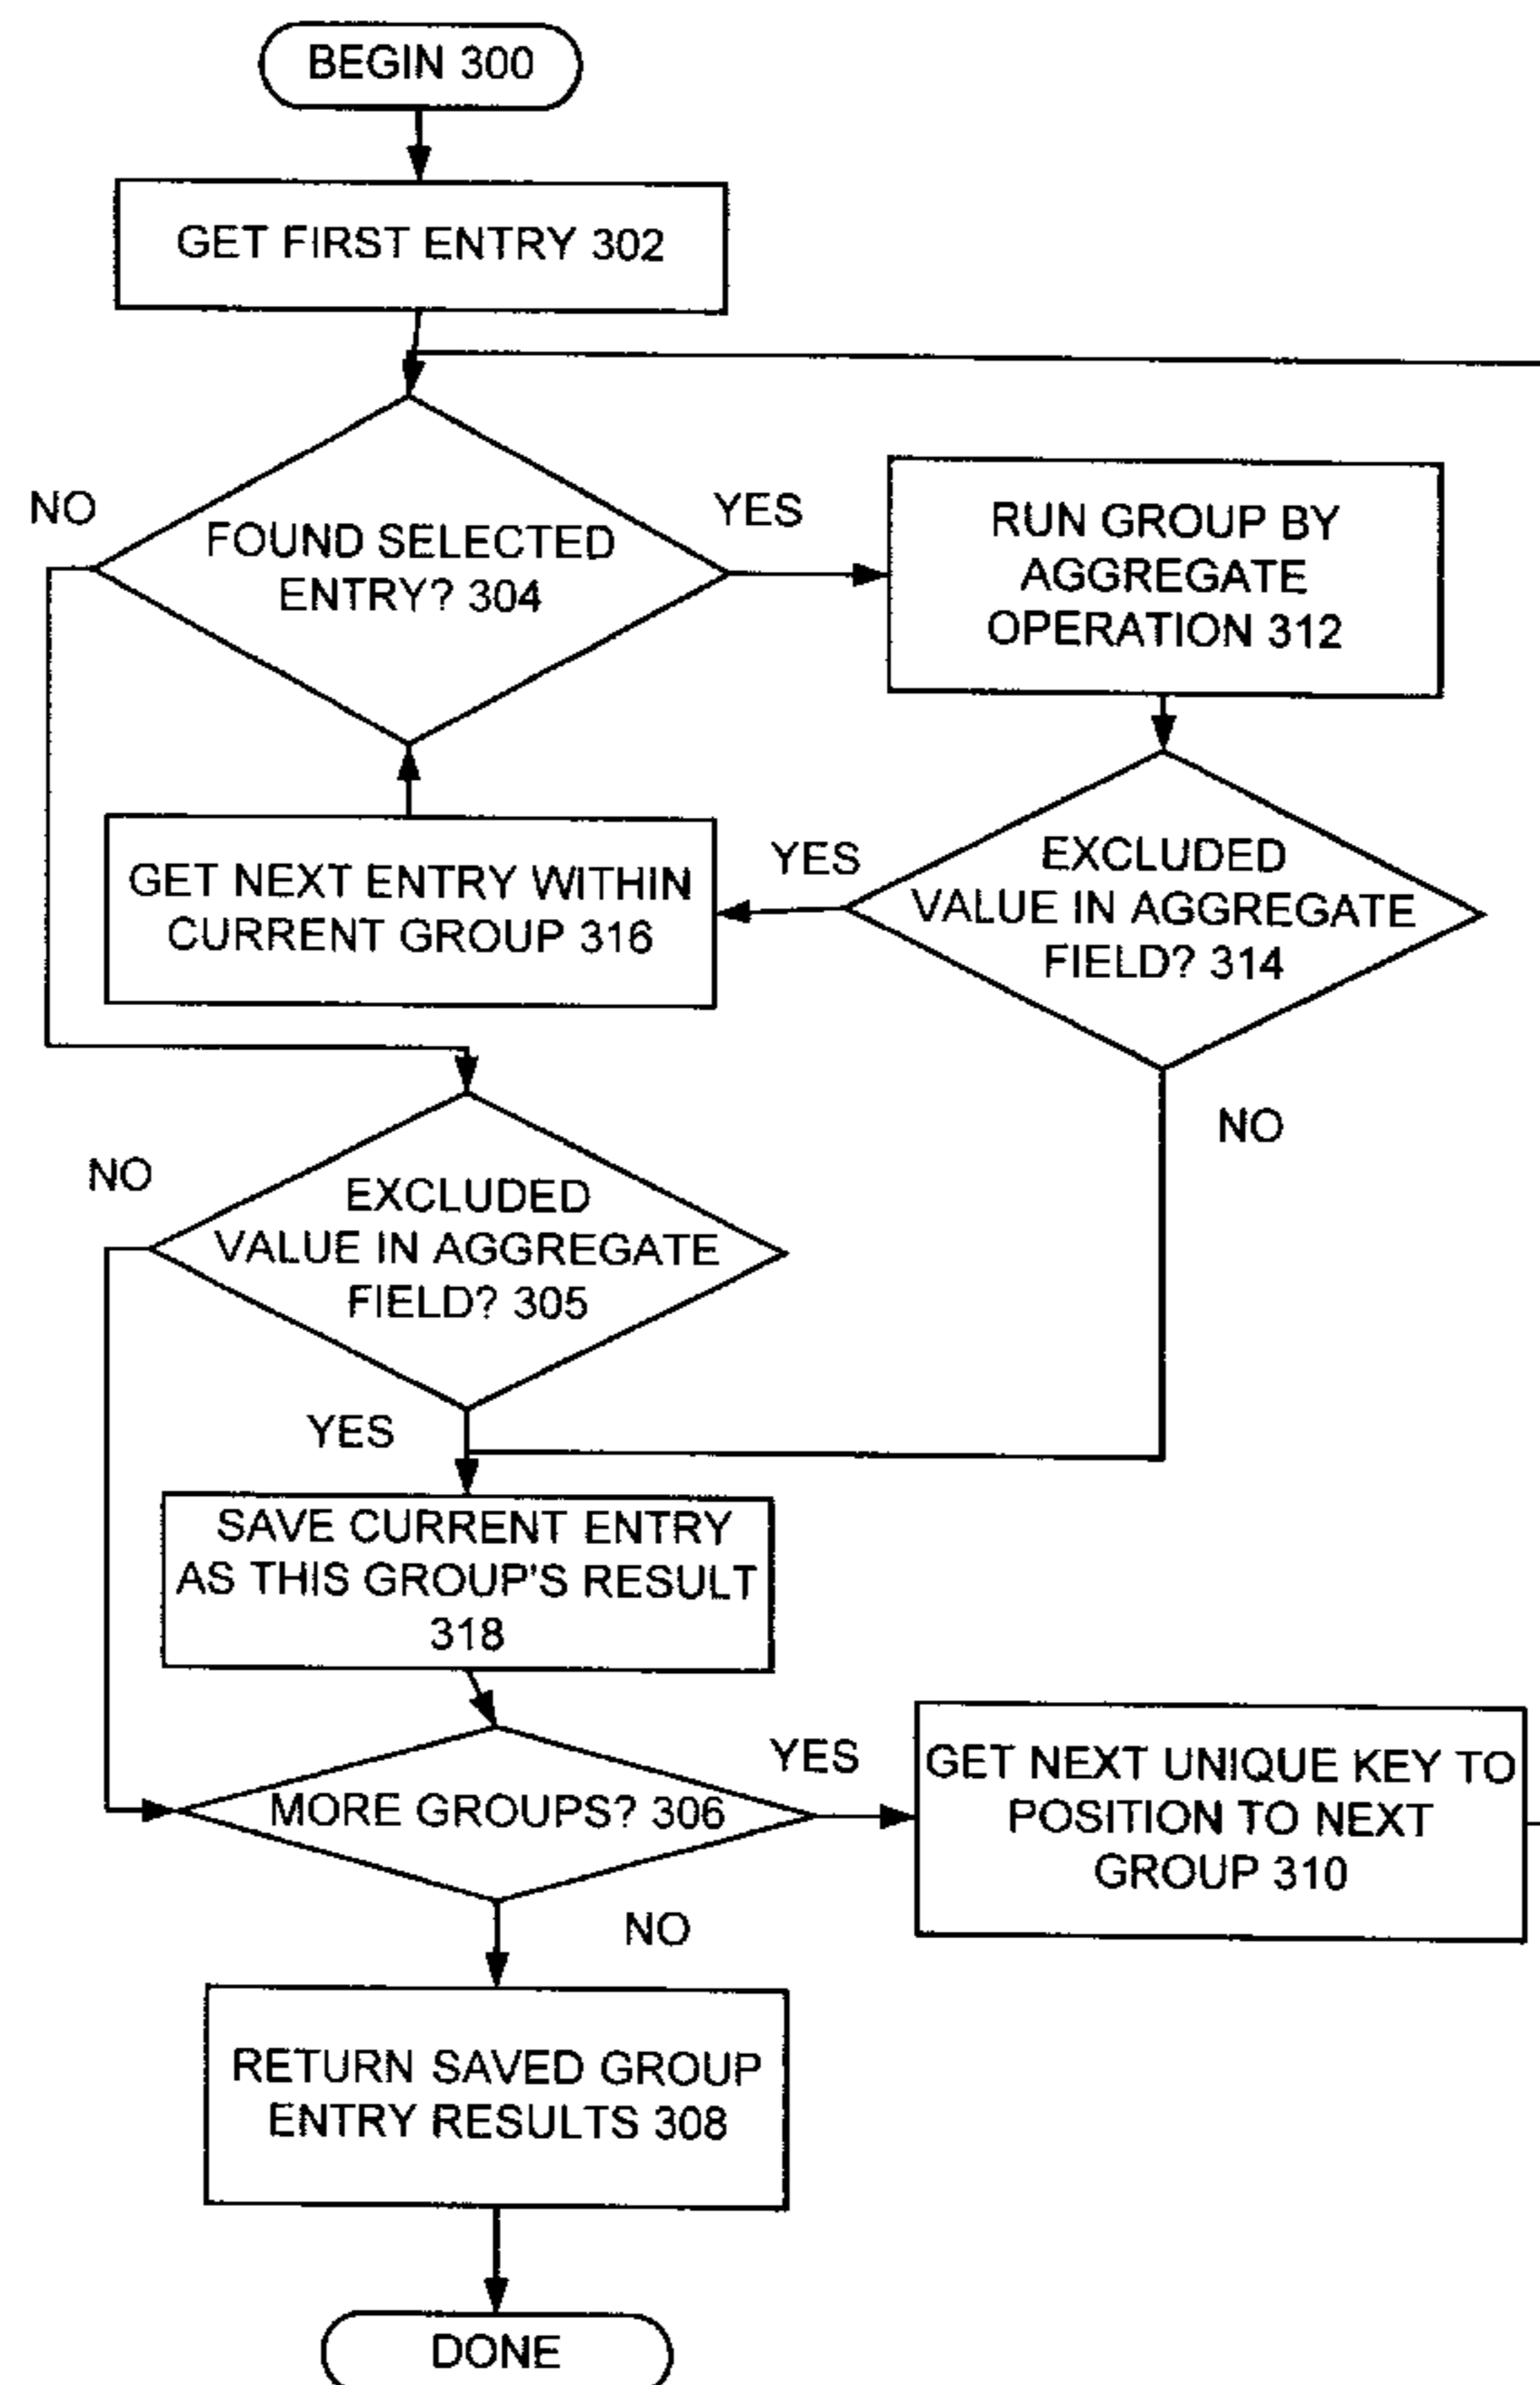 BEGIN 300
GET FIRST ENTRY 302
NO
FOUND SELECTED
ENTRY? 304
YES
RUN GROUP BY
AGGREGATE
OPERATION 312
GET NEXT ENTRY WITHIN
CURRENT GROUP 316
YES
EXCLUDED
VALUE IN AGGREGATE
FIELD? 314
NO
NO
EXCLUDED
VALUE IN AGGREGATE
FIELD? 305
YES
SAVE CURRENT ENTRY
AS THIS GROUP'S RESULT
318
MORE GROUPS? 306
YES
GET NEXT UNIQUE KEY TO
POSITION TO NEXT
GROUP 310
NO
RETURN SAVED GROUP
ENTRY RESULTS 308
DONE